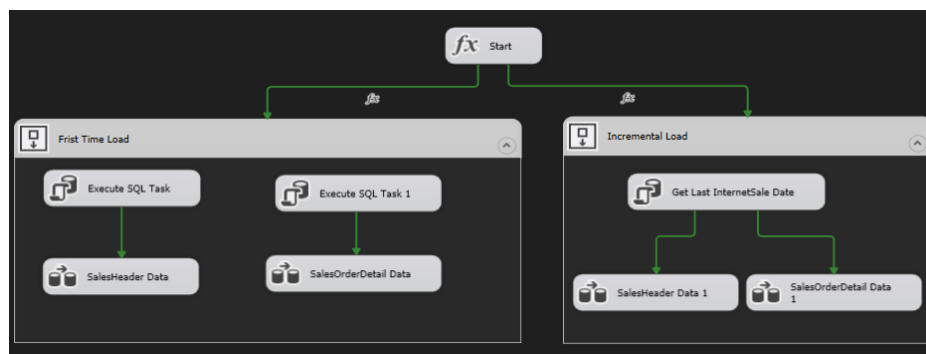 fx Start
fx
fx
Frist Time Load
Incremental Load
Execute SQL Task
Execute SQL Task 1
Get Last InternetSale Date
SalesHeader Data
SalesOrderDetail Data
SalesHeader Data 1
SalesOrderDetail Data
1